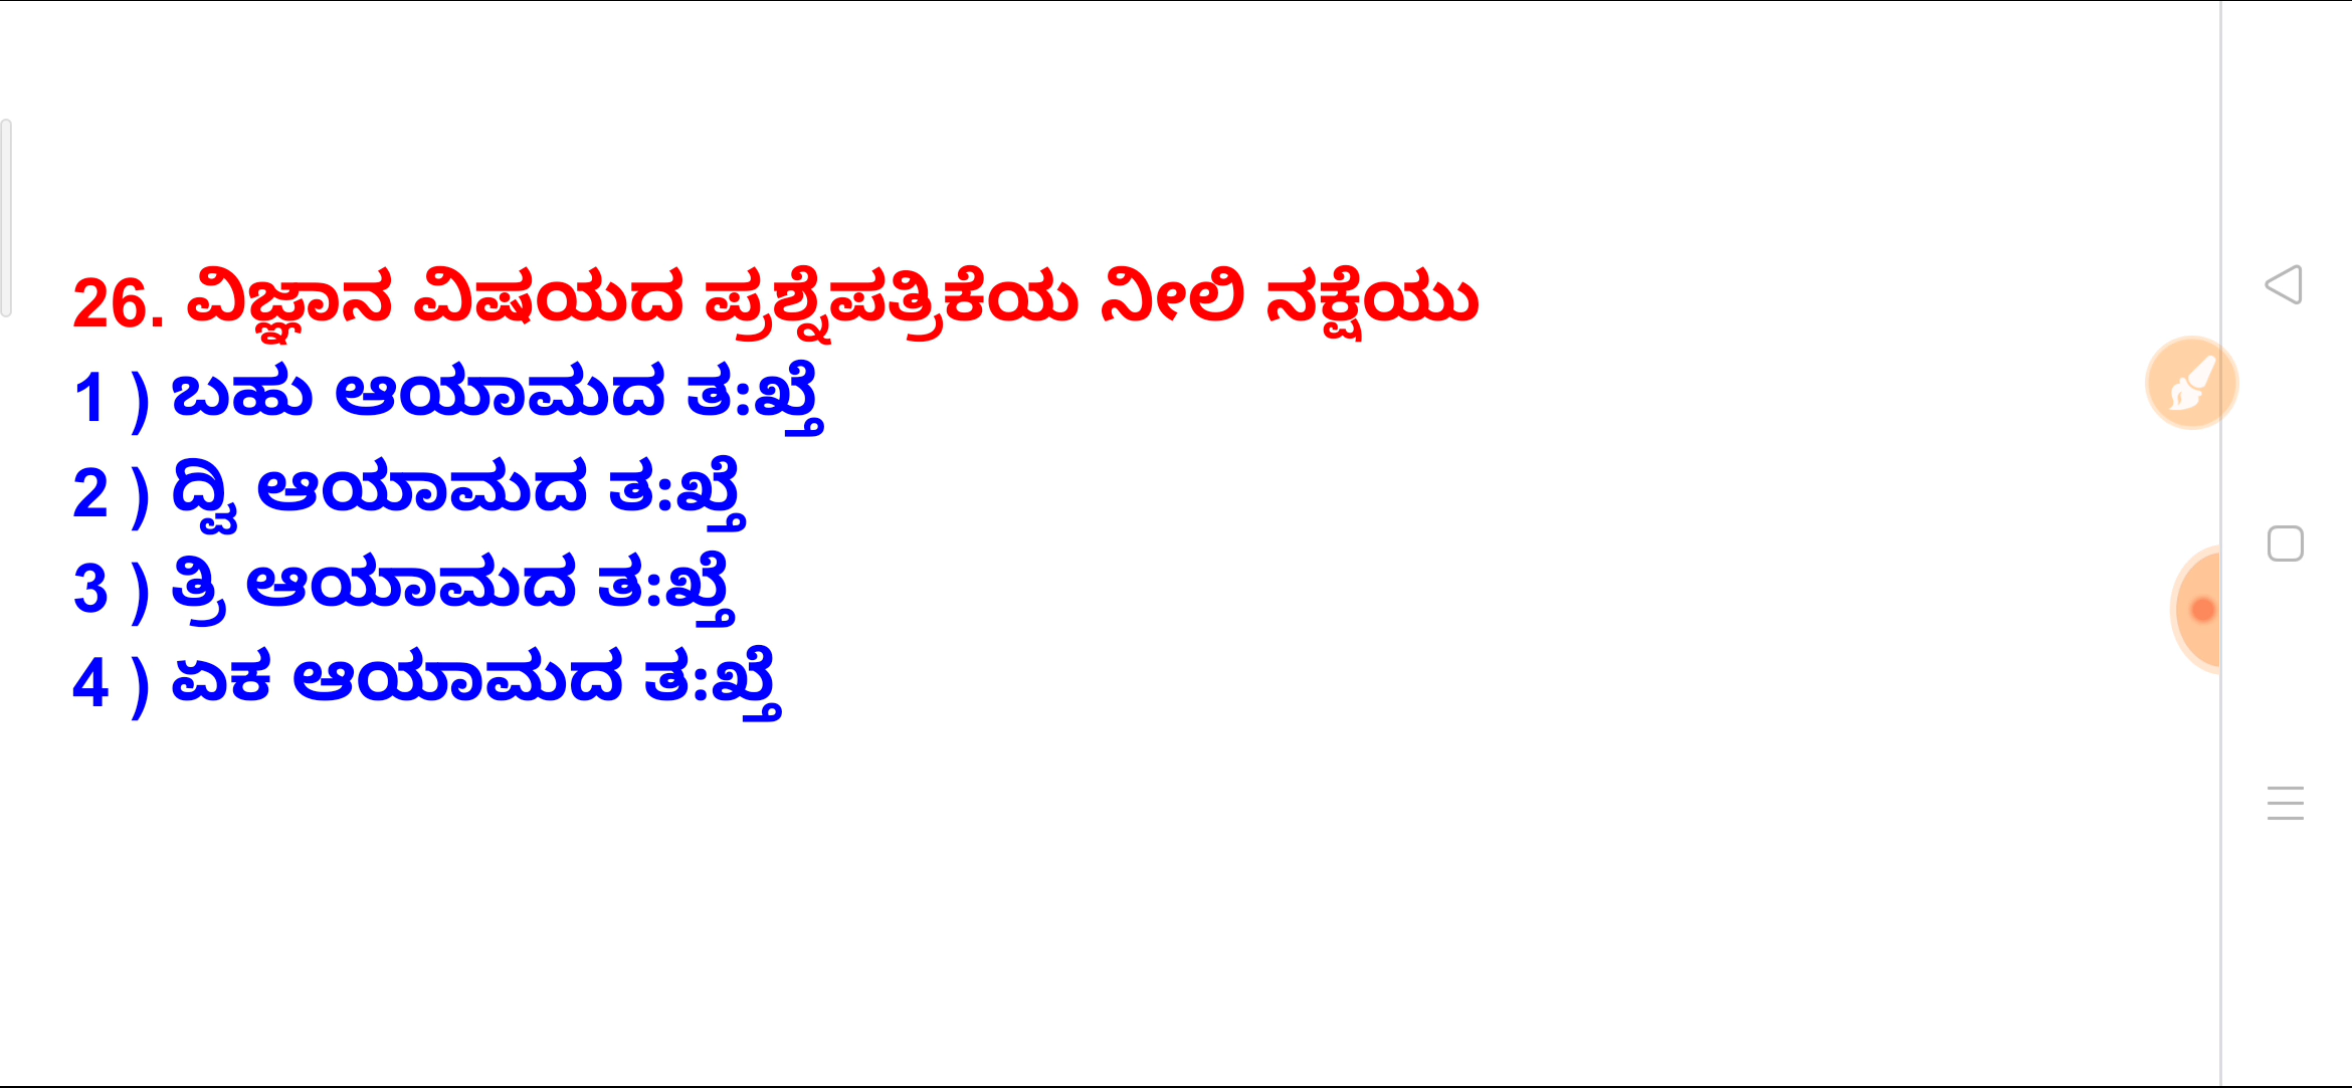 26. ವಿಜ್ಞಾನ ವಿಷಯದ ಪ್ರಶ್ನೆಪತ್ರಿಕೆಯ ನೀಲಿ ನಕ್ಷೆಯು
1 ) ಬಹು ಆಯಾಮದ ತ:ಖ್ತೆ
2 ) ದ್ವಿ ಆಯಾಮದ ತ:ಖ್ತೆ
3 ) ತ್ರಿ ಆಯಾಮದ ತ:ಖ್ತೆ
4 ) ಏಕ ಆಯಾಮದ ತ:ಖ್ತೆ